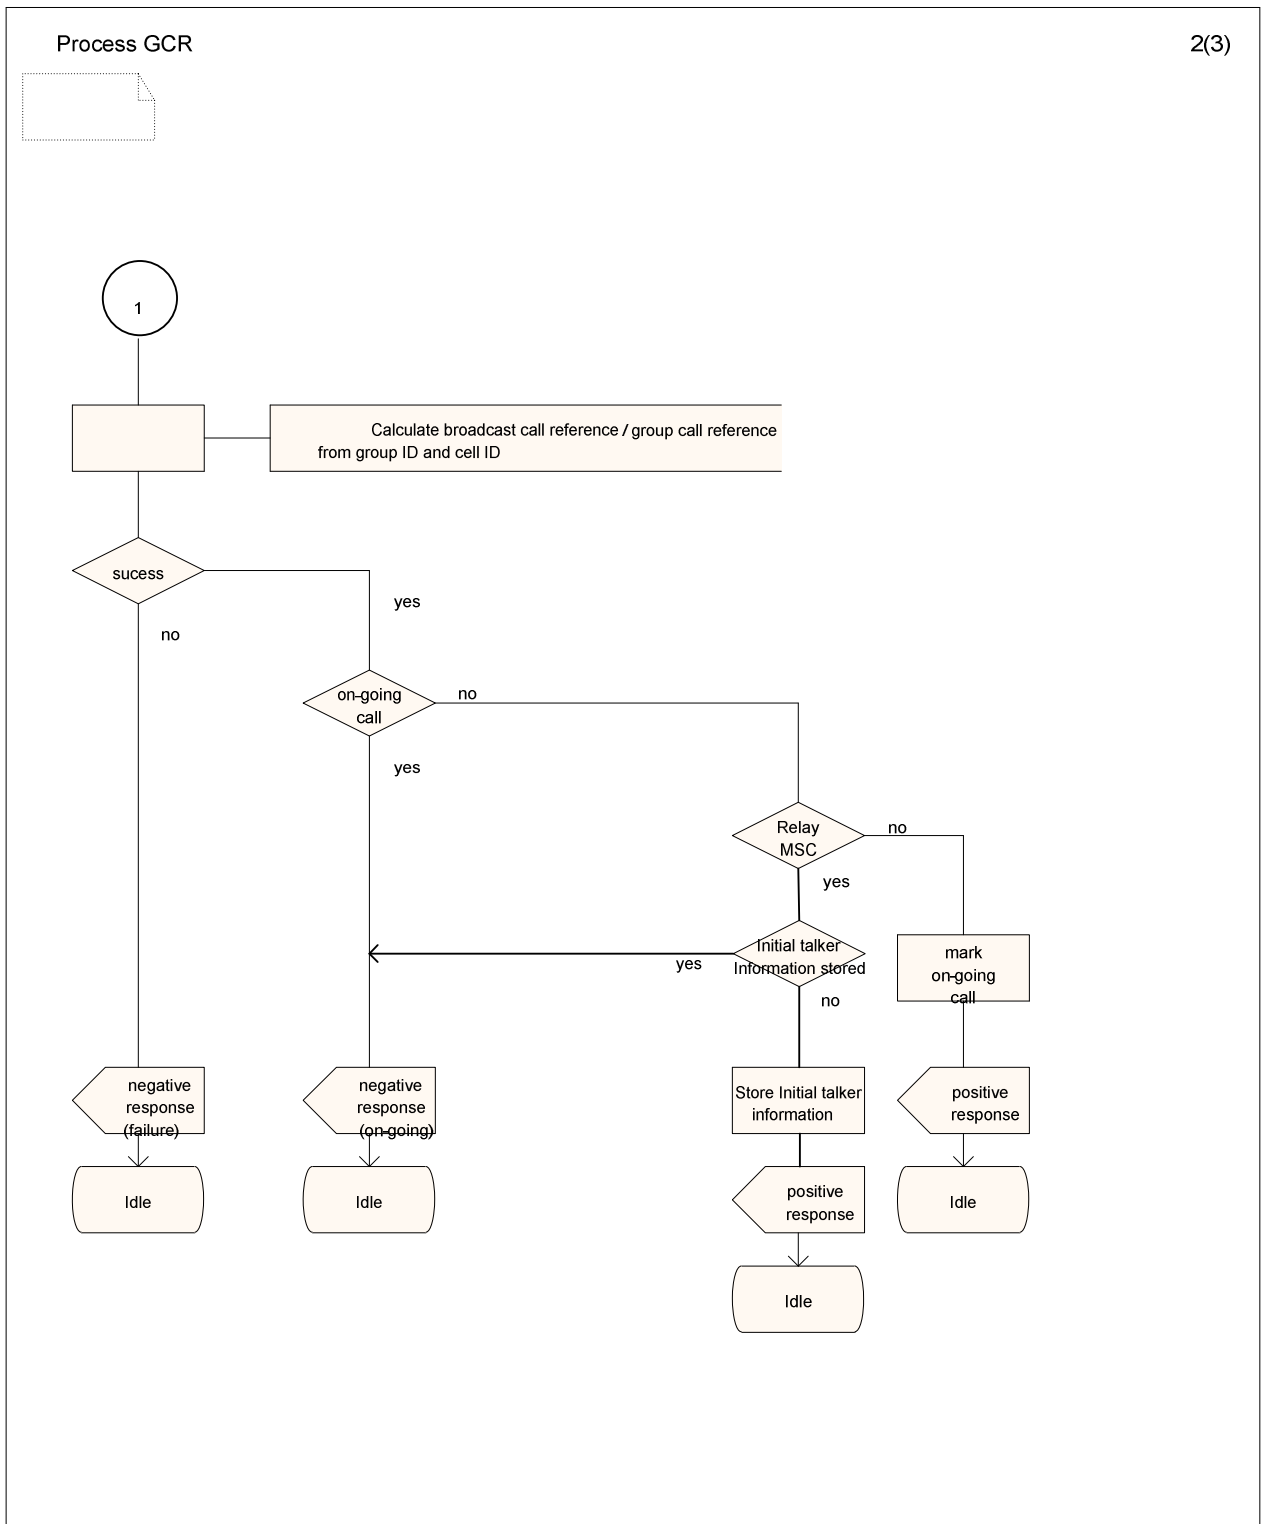 Process GCR
2(3)
1
Calculate broadcast call reference / group call reference
from group ID and cell ID
sucess
yes
no
on-going
call
no
yes
Relay
MSC
no
yes
Initial talker
Information stored
yes
no
mark
on-going
call
negative
response
(failure)
negative
response
(on-going)
Store Initial talker
information
positive
response
Idle
Idle
positive
response
Idle
Idle